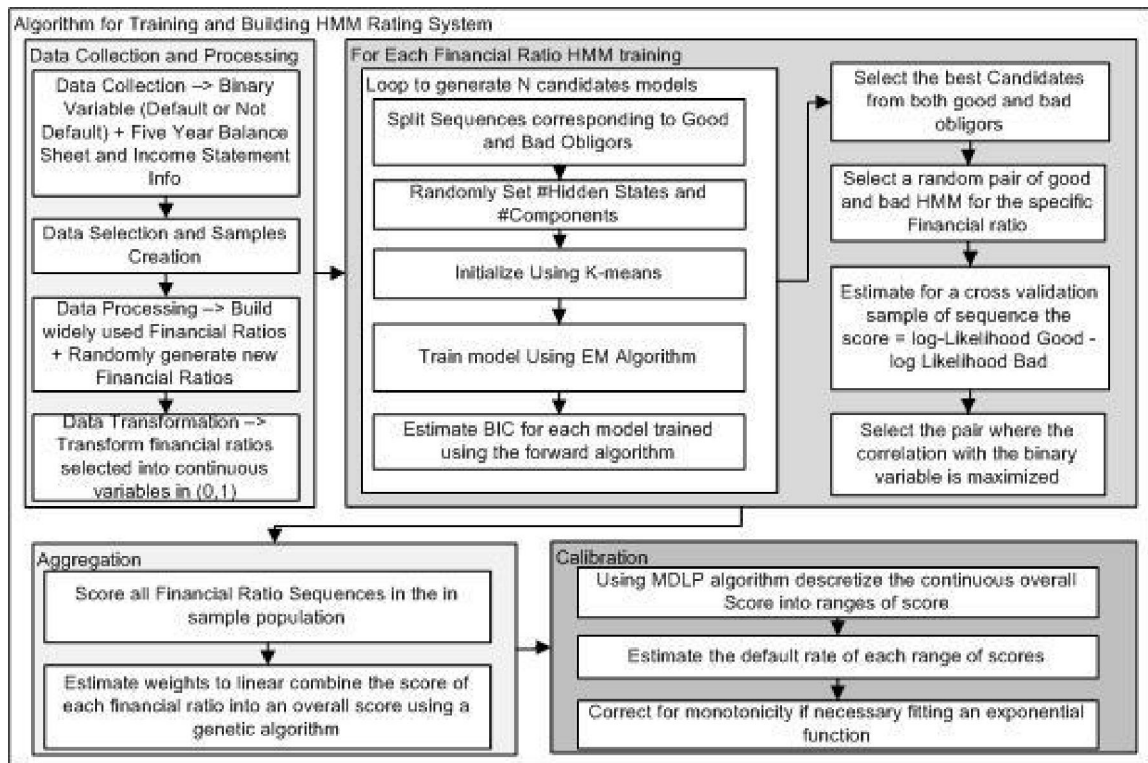 Algorithm for Training and Building HMM Rating System
Data Collection and Processing
Data Collection --> Binary
Variable (Default or Not
Default) + Five Year Balance
Sheet and Income Statement
Info
Data Selection and Samples
Creation
Data Processing --> Build
widely used Financial Ratios
+ Randomly generate new
Financial Ratios
Data Transformation -->
Transform financial ratios
selected into continuous
variables in (0,1)
For Each Financial Ratio HMM training
Loop to generate N candidates models
Split Sequences corresponding to Good
and Bad Obligors
Randomly Set #Hidden States and
#Components
Initialize Using K-means
Train model Using EM Algorithm
Estimate BIC for each model trained
using the forward algorithm
Select the best Candidates
from both good and bad
obligors
Select a random pair of good
and bad HMM for the specific
Financial ratio
Estimate for a cross validation
sample of sequence the
score = log-Likelihood Good -
log Likelihood Bad
Select the pair where the
correlation with the binary
variable is maximized
Aggregation
Score all Financial Ratio Sequences in the in
sample population
Estimate weights to linear combine the score of
each financial ratio into an overall score using a
genetic algorithm
Calibration
Using MDLP algorithm descretize the continuous overall
Score into ranges of score
Estimate the default rate of each range of scores
Correct for monotonicity if necessary fitting an exponential
function